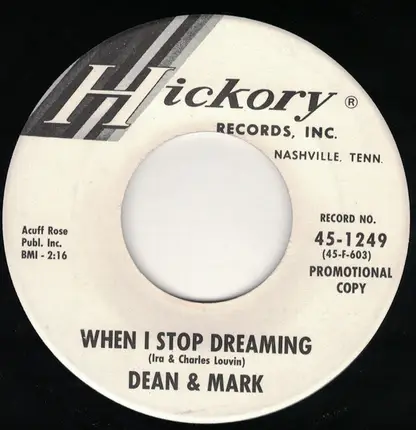 Hickory ®
RECORDS, INC.
NASHVILLE, TENN.
Acuff Rose
Publ. Inc.
BMI - 2:16
RECORD NO.
45-1249
(45-F-603)
PROMOTIONAL
COPY
WHEN I STOP DREAMING
(Ira & Charles Louvin)
DEAN & MARK